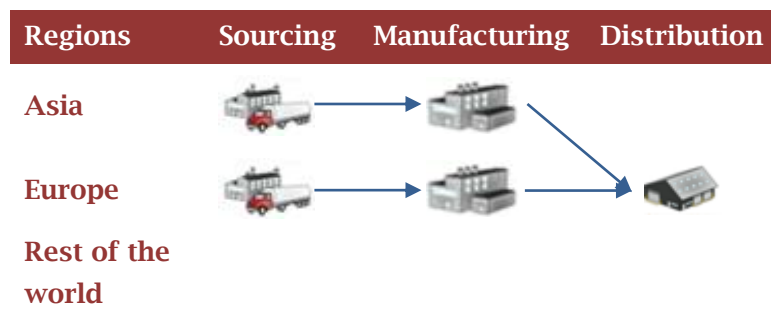 Regions Sourcing Manufacturing Distribution
Asia
Europe
Rest of the
world